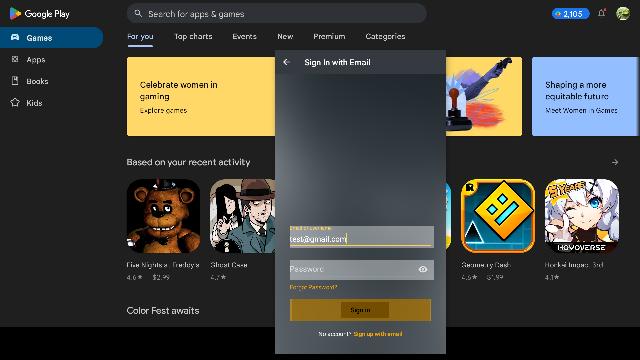 Google Play
Search for apps & games
2,105
Games
Apps
Books
Kids
For you
Top charts
Events
New
Premium
Categories
Celebrate women in
gaming
Explore games
Shaping a more
equitable future
Meet Women in Games
Sign In with Email
Email or username
test@gmail.com
Password
Forgot Password?
Sign in
No account? Sign up with email
Based on your recent activity
Five Nights at Freddy's
4.6★ $2.99
Ghost Case
4.7★
Geometry Dash
4.6★ $1.99
HOYOVERSE
Honkai Impact 3rd
4.1★
Color Fest awaits